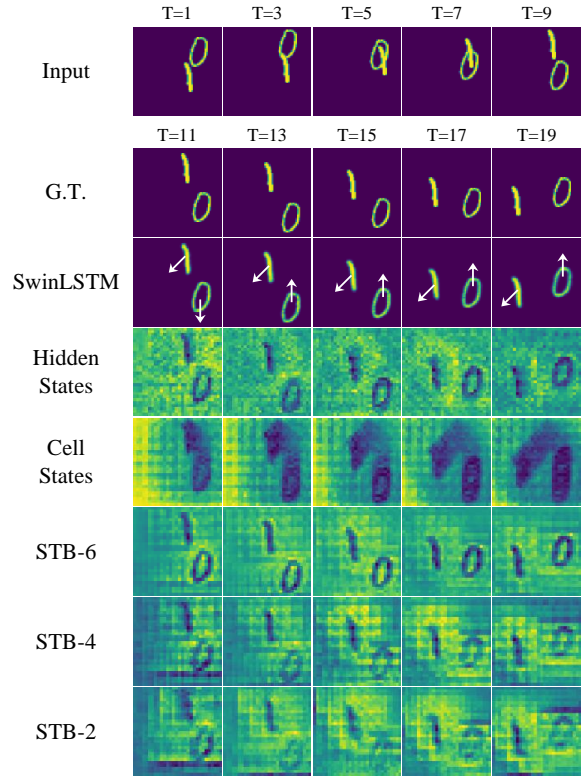 T=1 T=3 T=5 T=7 T=9
Input
T=11 T=13 T=15 T=17 T=19
G.T.
SwinLSTM
Hidden
States
Cell
States
STB-6
STB-4
STB-2